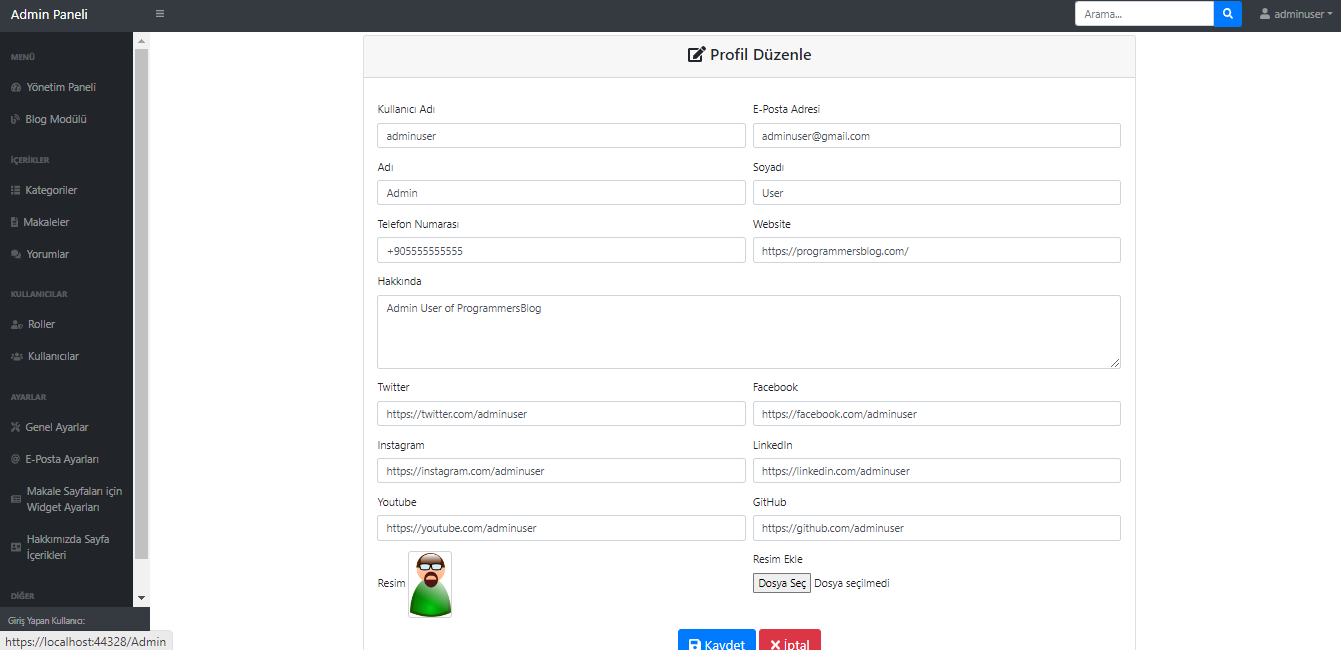 Admin Paneli
Arama...
adminuser
MENÜ
Yönetim Paneli
Blog Modülü
İÇERİKLER
Kategoriler
Makaleler
Yorumlar
KULLANICILAR
Roller
Kullanıcılar
AYARLAR
Genel Ayarlar
E-Posta Ayarları
Makale Sayfaları için
Widget Ayarları
Hakkımızda Sayfa
İçerikleri
DİĞER
Giriş Yapan Kullanıcı:
https://localhost:44328/Admin
Profil Düzenle
Kullanıcı Adı
E-Posta Adresi
adminuser
adminuser@gmail.com
Adı
Soyadı
Admin
User
Telefon Numarası
Website
+905555555555
https://programmersblog.com/
Hakkında
Admin User of ProgrammersBlog
Twitter
Facebook
https://twitter.com/adminuser
https://facebook.com/adminuser
Instagram
LinkedIn
https://instagram.com/adminuser
https://linkedin.com/adminuser
Youtube
GitHub
https://youtube.com/adminuser
https://github.com/adminuser
Resim
Resim Ekle
Dosya Seç Dosya seçilmedi
Kaydet
İptal